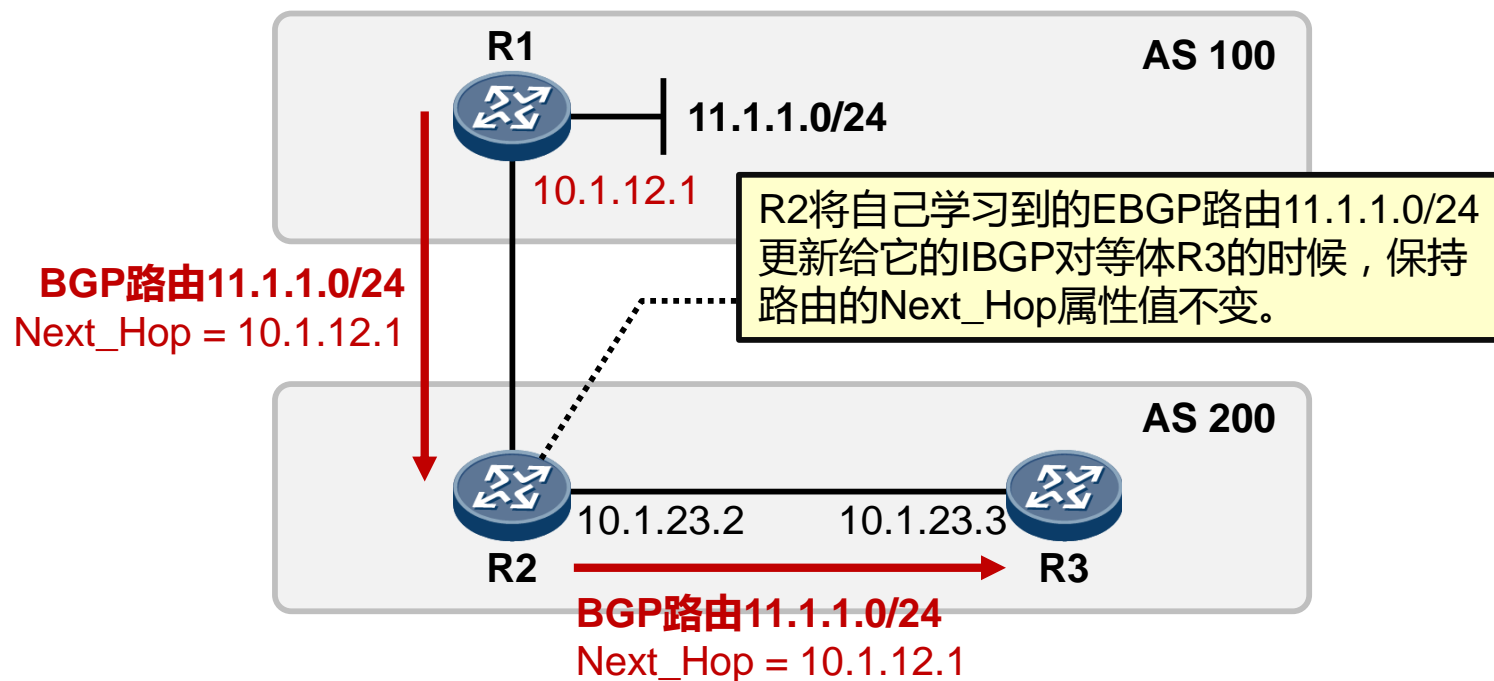 R1
AS 100
11.1.1.0/24
10.1.12.1
R2将自己学习到的EBGP路由11.1.1.0/24
更新给它的IBGP对等体R3的时候，保持
路由的Next_Hop属性值不变。
BGP路由11.1.1.0/24
Next_Hop = 10.1.12.1
AS 200
10.1.23.2
10.1.23.3
R2
R3
BGP路由11.1.1.0/24
Next_Hop = 10.1.12.1